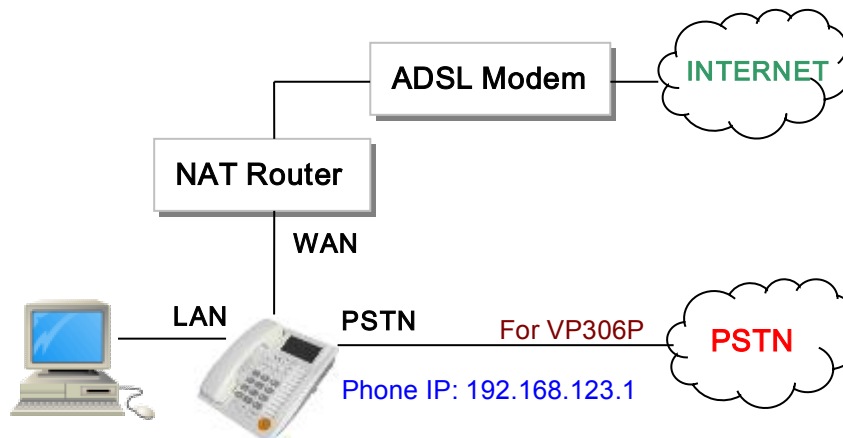 INTERNET
ADSL Modem
NAT Router
WAN
LAN
PSTN
For VP306P
PSTN
Phone IP: 192.168.123.1